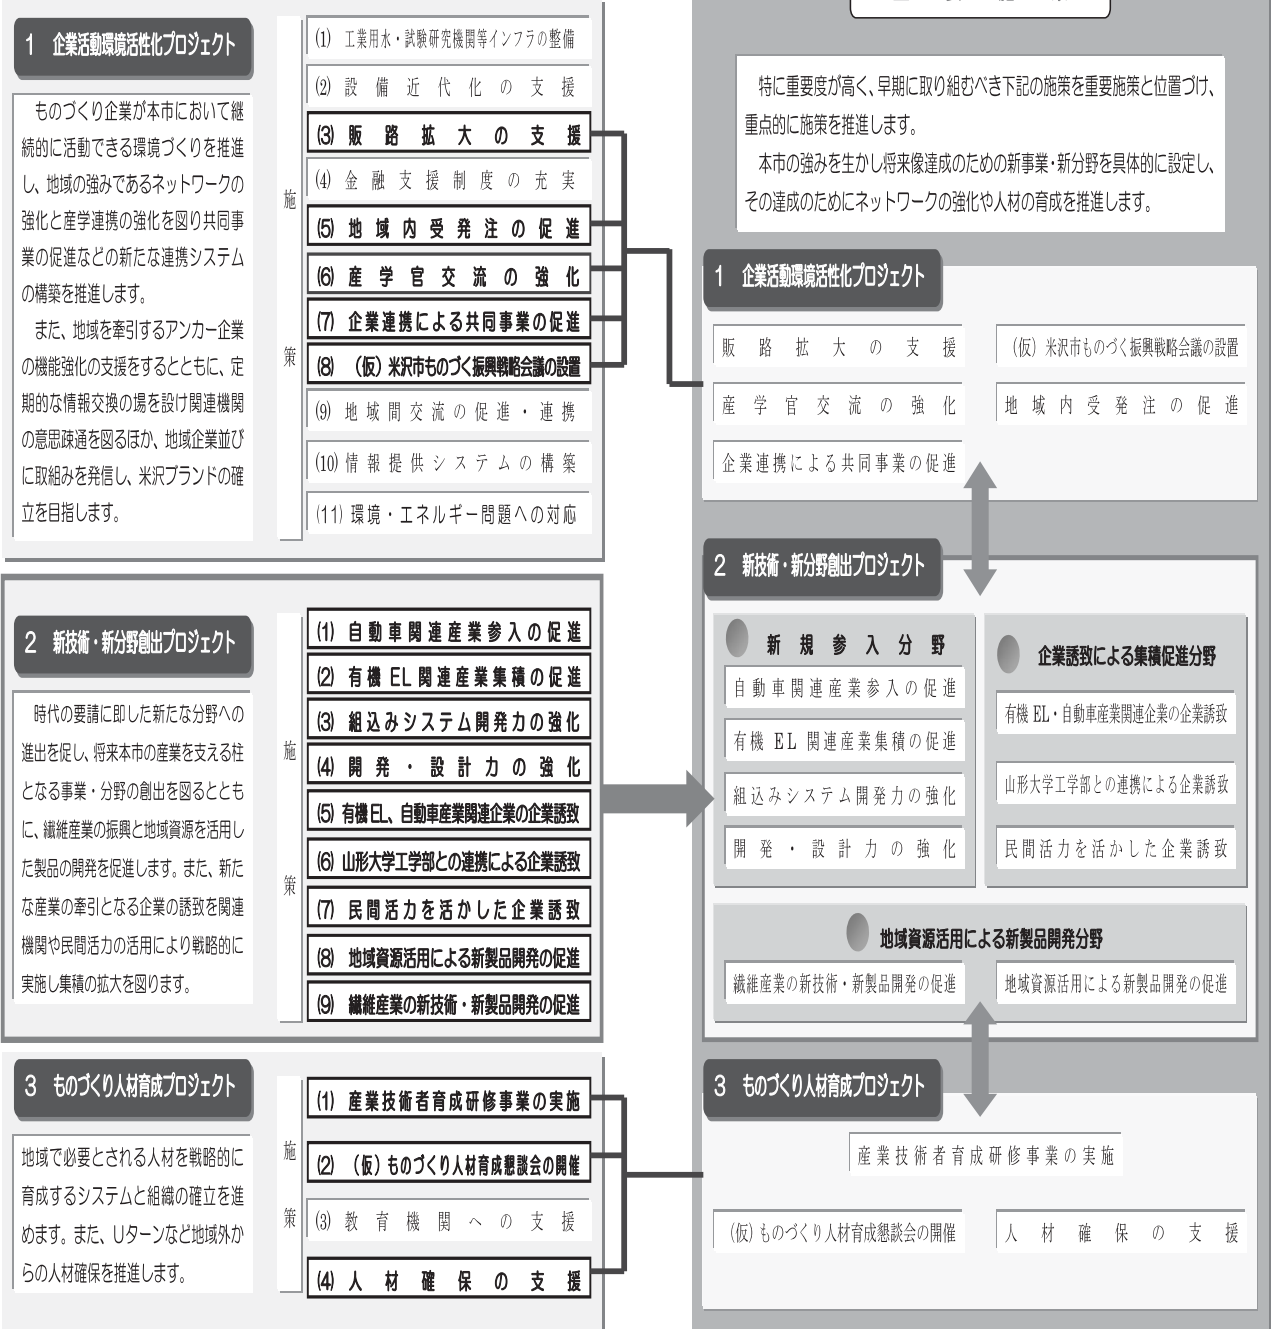 1 企業活動環境活性化プロジェクト
ものづくり企業が本市において継
続的に活動できる環境づくりを推進
し、地域の強みであるネットワークの
強化と産学連携の強化を図り共同事
業の促進などの新たな連携システム
の構築を推進します。
また、地域を牽引するアンカー企業
の機能強化の支援をするとともに、定
期的な情報交換の場を設け関連機関
の意思疎通を図るほか、地域企業並び
に取組みを発信し、米沢ブランドの確
立を目指します。
施策
(1) 工業用水・試験研究機関等インフラの整備
(2) 設備近代化の支援
(3) 販路拡大の支援
(4) 金融支援制度の充実
(5) 地域内受発注の促進
(6) 産学官交流の強化
(7) 企業連携による共同事業の促進
(8) (仮)米沢市ものづく振興戦略会議の設置
(9) 地域間交流の促進・連携
(10) 情報提供システムの構築
(11) 環境・エネルギー問題への対応
2 新技術・新分野創出プロジェクト
時代の要請に即した新たな分野への
進出を促し、将来本市の産業を支える柱
となる事業・分野の創出を図るととも
に、繊維産業の振興と地域資源を活用し
た製品の開発を促進します。また、新た
な産業の牽引となる企業の誘致を関連
機関や民間活力の活用により戦略的に
実施し集積の拡大を図ります。
施策
(1) 自動車関連産業参入の促進
(2) 有機EL関連産業集積の促進
(3) 組込みシステム開発力の強化
(4) 開発・設計力の強化
(5) 有機EL、自動車産業関連企業の企業誘致
(6) 山形大学工学部との連携による企業誘致
(7) 民間活力を活かした企業誘致
(8) 地域資源活用による新製品開発の促進
(9) 繊維産業の新技術・新製品開発の促進
3 ものづくり人材育成プロジェクト
地域で必要とされる人材を戦略的に
育成するシステムと組織の確立を進
めます。また、Uターンなど地域外か
らの人材確保を推進します。
施策
(1) 産業技術者育成研修事業の実施
(2) (仮)ものづくり人材育成懇談会の開催
(3) 教育機関への支援
(4) 人材確保の支援
特に重要度が高く、早期に取り組むべき下記の施策を重要施策と位置づけ、
重点的に施策を推進します。
本市の強みを生かし将来像達成のための新事業・新分野を具体的に設定し、
その達成のためにネットワークの強化や人材の育成を推進します。
1 企業活動環境活性化プロジェクト
販路拡大の支援
(仮)米沢市ものづく振興戦略会議の設置
産学官交流の強化
地域内受発注の促進
企業連携による共同事業の促進
2 新技術・新分野創出プロジェクト
新規参入分野
自動車関連産業参入の促進
有機EL関連産業集積の促進
組込みシステム開発力の強化
開発・設計力の強化
企業誘致による集積促進分野
有機EL・自動車産業関連企業の企業誘致
山形大学工学部との連携による企業誘致
民間活力を活かした企業誘致
地域資源活用による新製品開発分野
繊維産業の新技術・新製品開発の促進
地域資源活用による新製品開発の促進
3 ものづくり人材育成プロジェクト
産業技術者育成研修事業の実施
(仮)ものづくり人材育成懇談会の開催
人材確保の支援